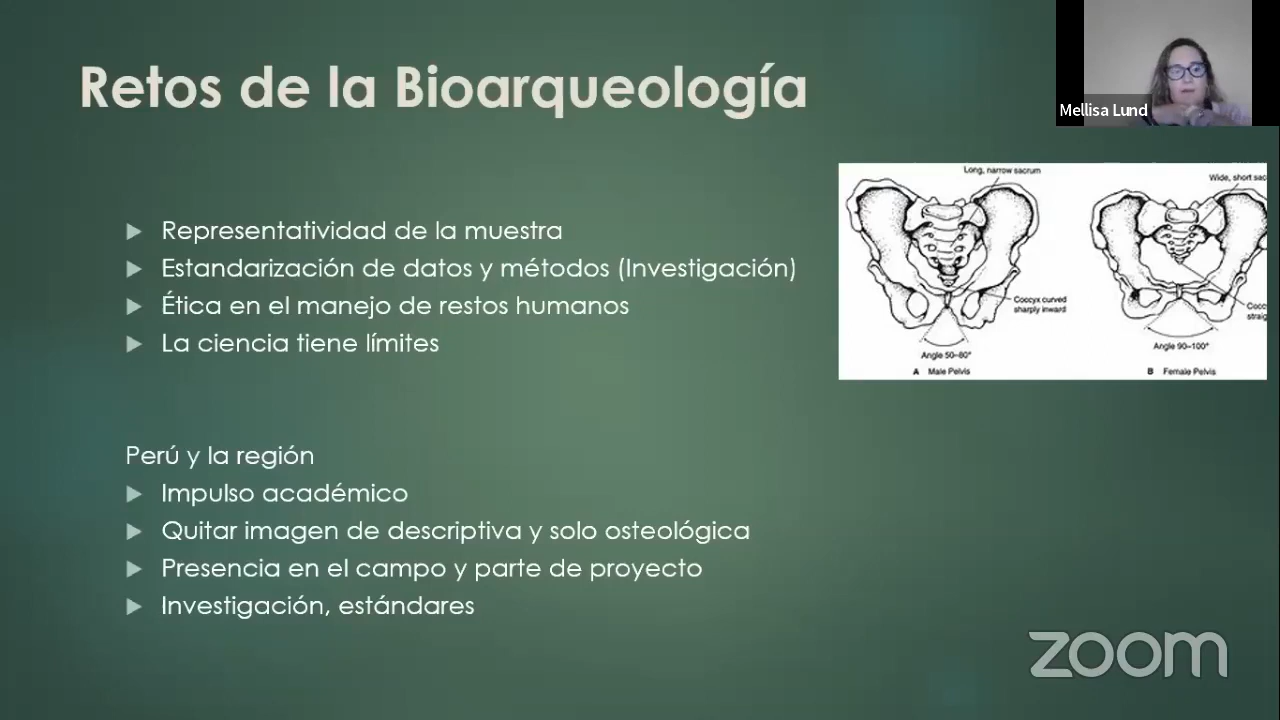 Retos de la Bioarqueología
Mellisa Lund
Representatividad de la muestra
Estandarización de datos y métodos (Investigación)
Ética en el manejo de restos humanos
La ciencia tiene límites
Long, narrow sacrum
Coccyx curved
sharply inward
Angle 50–80°
A Male Pelvis
Wide, short sac
Cocc
straig
Angle 90–100°
B Female Pelvis
Perú y la región
Impulso académico
Quitar imagen de descriptiva y solo osteológica
Presencia en el campo y parte de proyecto
Investigación, estándares
zoom